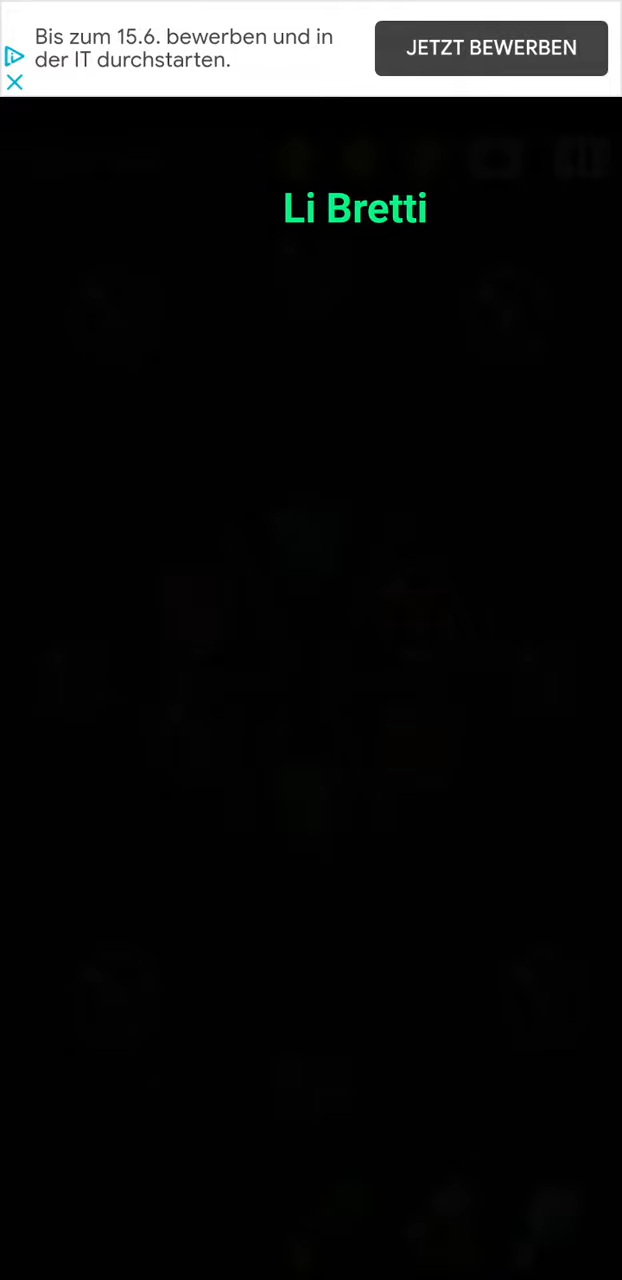 Bis zum 15.6. bewerben und in
der IT durchstarten.
JETZT BEWERBEN
Li Bretti